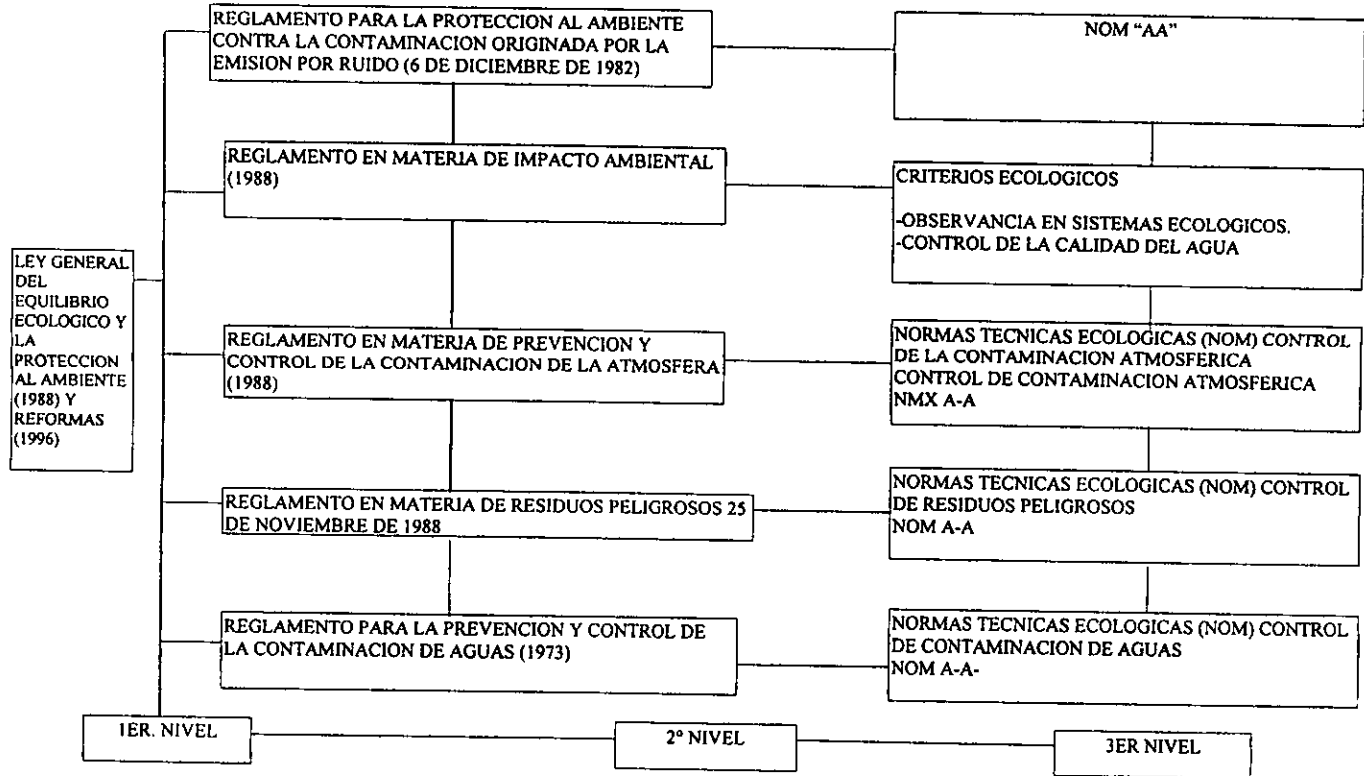 REGLAMENTO PARA LA PROTECCION AL AMBIENTE
CONTRA LA CONTAMINACION ORIGINADA POR LA
EMISION POR RUIDO (6 DE DICIEMBRE DE 1982)
NOM “AA”
REGLAMENTO EN MATERIA DE IMPACTO AMBIENTAL
(1988)
CRITERIOS ECOLOGICOS
-OBSERVANCIA EN SISTEMAS ECOLOGICOS.
-CONTROL DE LA CALIDAD DEL AGUA
LEY GENERAL
DEL
EQUILIBRIO
ECOLOGICO Y
LA
PROTECCION
AL AMBIENTE
(1988) Y
REFORMAS
(1996)
REGLAMENTO EN MATERIA DE PREVENCION Y
CONTROL DE LA CONTAMINACION DE LA ATMOSFERA
(1988)
NORMAS TECNICAS ECOLOGICAS (NOM) CONTROL
DE LA CONTAMINACION ATMOSFERICA
CONTROL DE CONTAMINACION ATMOSFERICA
NMX A-A
REGLAMENTO EN MATERIA DE RESIDUOS PELIGROSOS 25
DE NOVIEMBRE DE 1988
NORMAS TECNICAS ECOLOGICAS (NOM) CONTROL
DE RESIDUOS PELIGROSOS
NOM A-A
REGLAMENTO PARA LA PREVENCION Y CONTROL DE
LA CONTAMINACION DE AGUAS (1973)
NORMAS TECNICAS ECOLOGICAS (NOM) CONTROL
DE CONTAMINACION DE AGUAS
NOM A-A-
1ER. NIVEL
2º NIVEL
3ER NIVEL